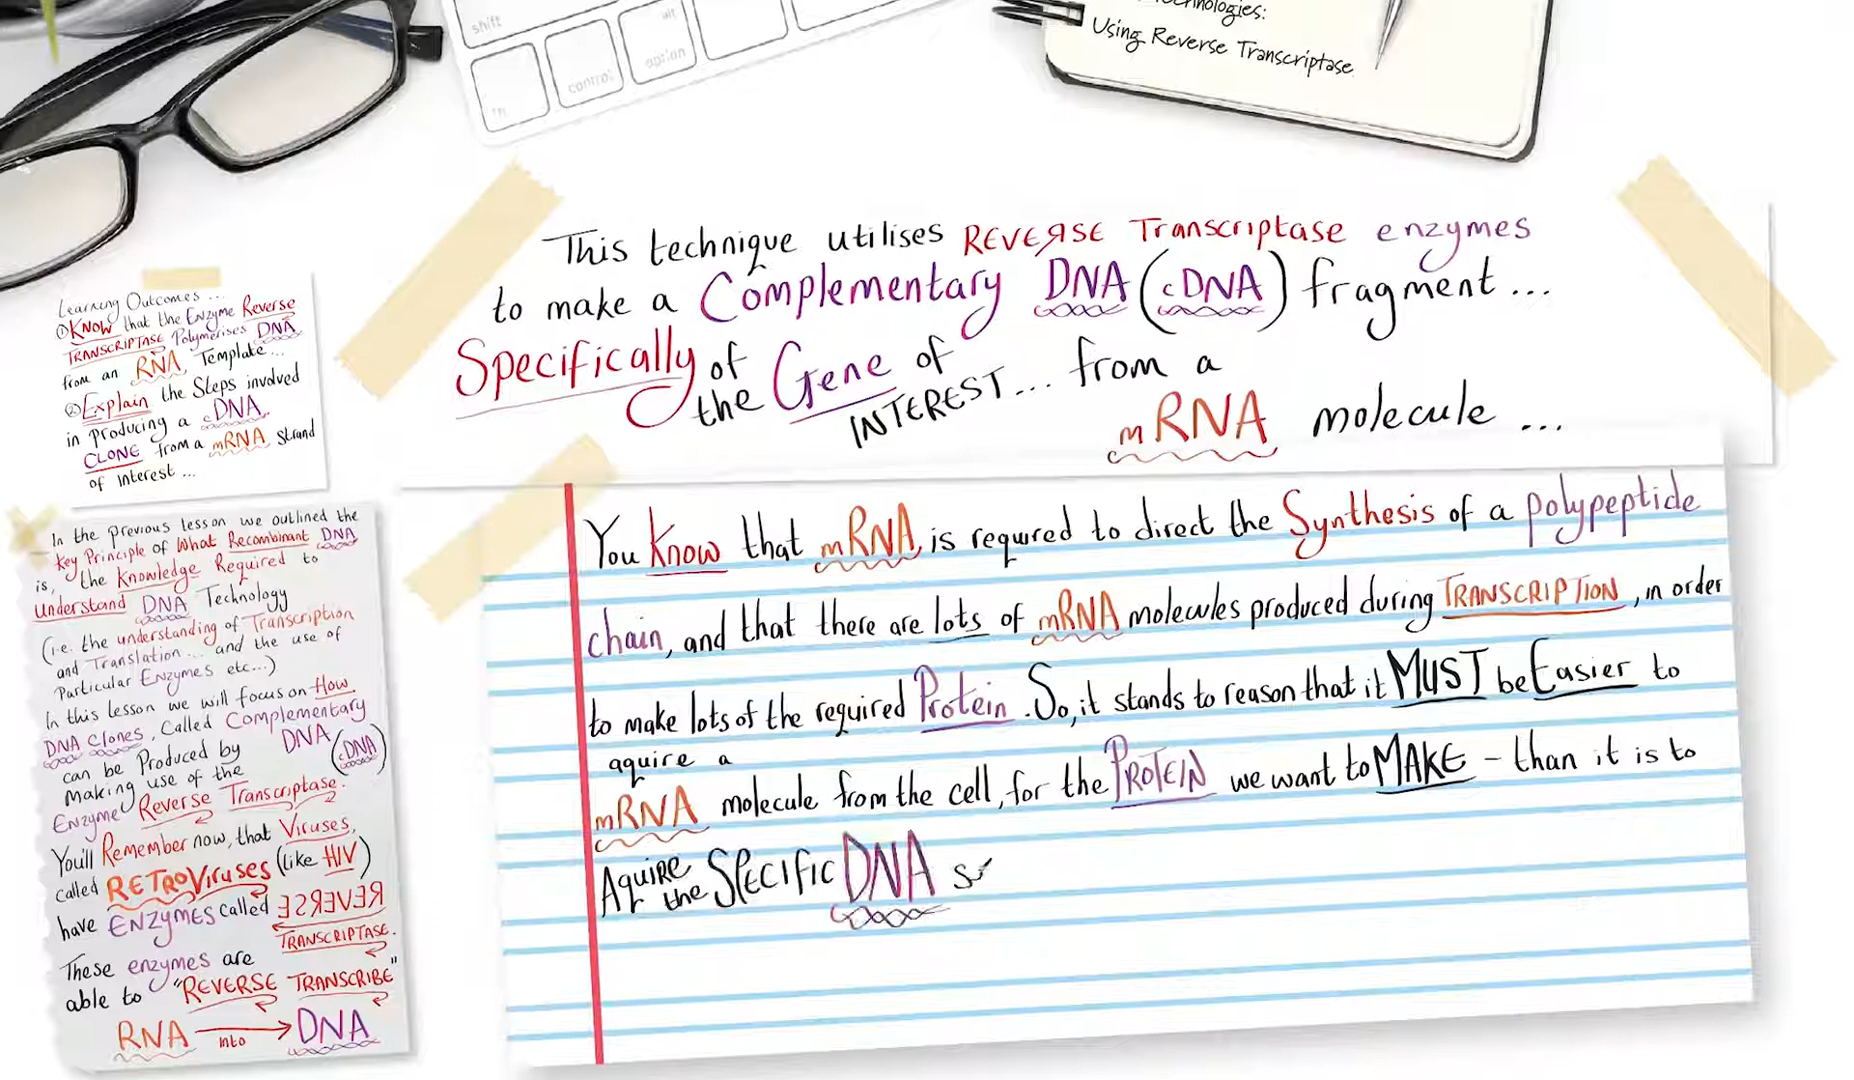 shift
alt
option
control
fn
Using Reverse Transcriptase
This technique utilises REVERSE Transcriptase enzymes
to make a Complementary DNA (cDNA) fragment ...
Specifically of the Gene of INTEREST... from a
mRNA molecule ...
Learning Outcomes ...
① KNOW that the Enzyme Reverse
TRANSCRIPTASE Polymerises DNA
from an RNA Template...
② Explain the Steps involved
in producing a cDNA
CLONE from a mRNA strand
of interest ...
In the previous lesson we outlined the
key Principle of What Recombinant DNA
is, the Knowledge Required to
Understand DNA Technology
(i.e. the understanding of Transcription
and Translation ... and the use of
Particular Enzymes etc...)
In this lesson we will focus on How
DNA Clones, Called Complementary
DNA (cDNA)
can be Produced by
making use of the
Enzyme Reverse Transcriptase.
You'll Remember now, that Viruses,
called RETROViruses (like HIV)
have ENZYMES called REVERSE
TRANSCRIPTASE.
These enzymes are
able to "REVERSE TRANSCRIBE"
RNA into DNA
You Know that mRNA is required to direct the Synthesis of a polypeptide
chain, and that there are lots of mRNA molecules produced during TRANSCRIPTION, in order
to make lots of the required Protein. So, it stands to reason that it MUST be Easier to
aquire a
mRNA molecule from the cell, for the PROTEIN we want to MAKE - than it is to
Aquire the Specific DNA s